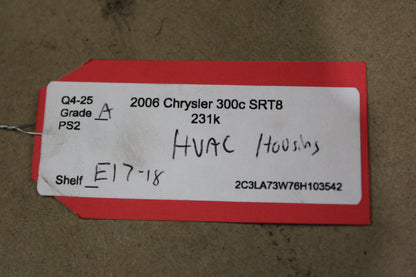 Q4-25 2006 Chrysler 300c SRT8
Grade A 231k
PS2
HVAC Housing
Shelf E17-18 2C3LA73W76H103542